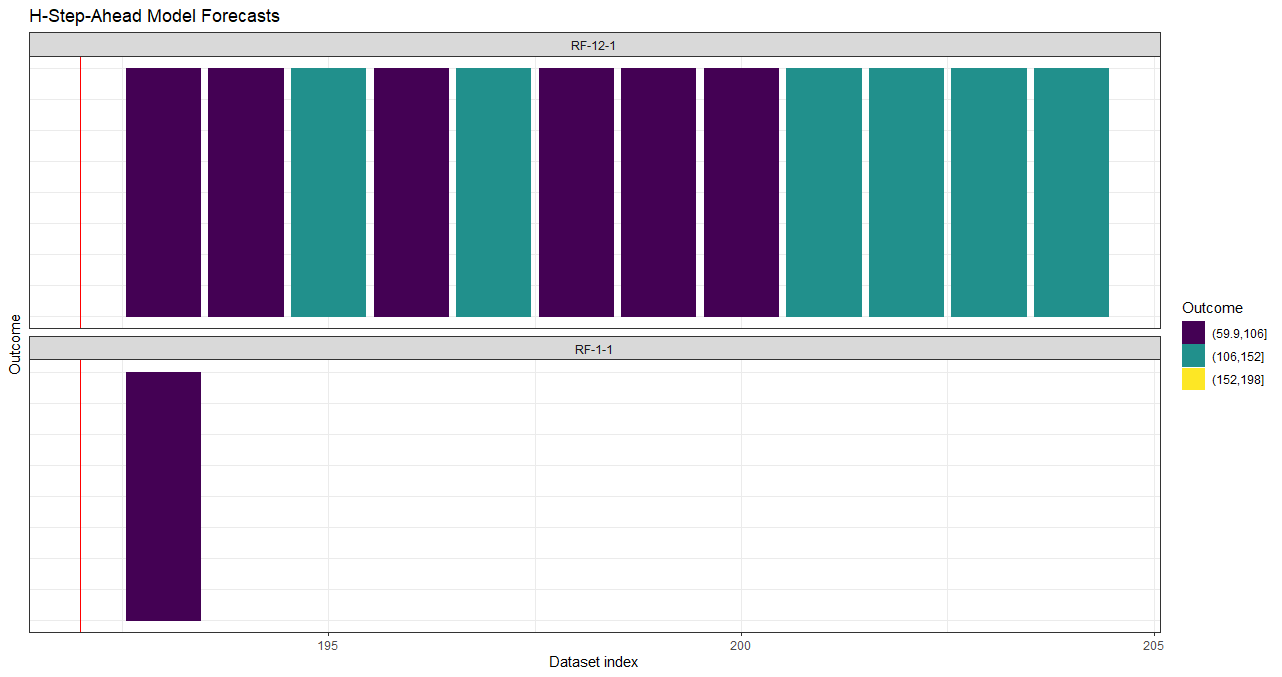 H-Step-Ahead Model Forecasts
RF-12-1
RF-1-1
Outcome
195
200
205
Dataset index
Outcome
(59.9,106]
(106,152]
(152,198]